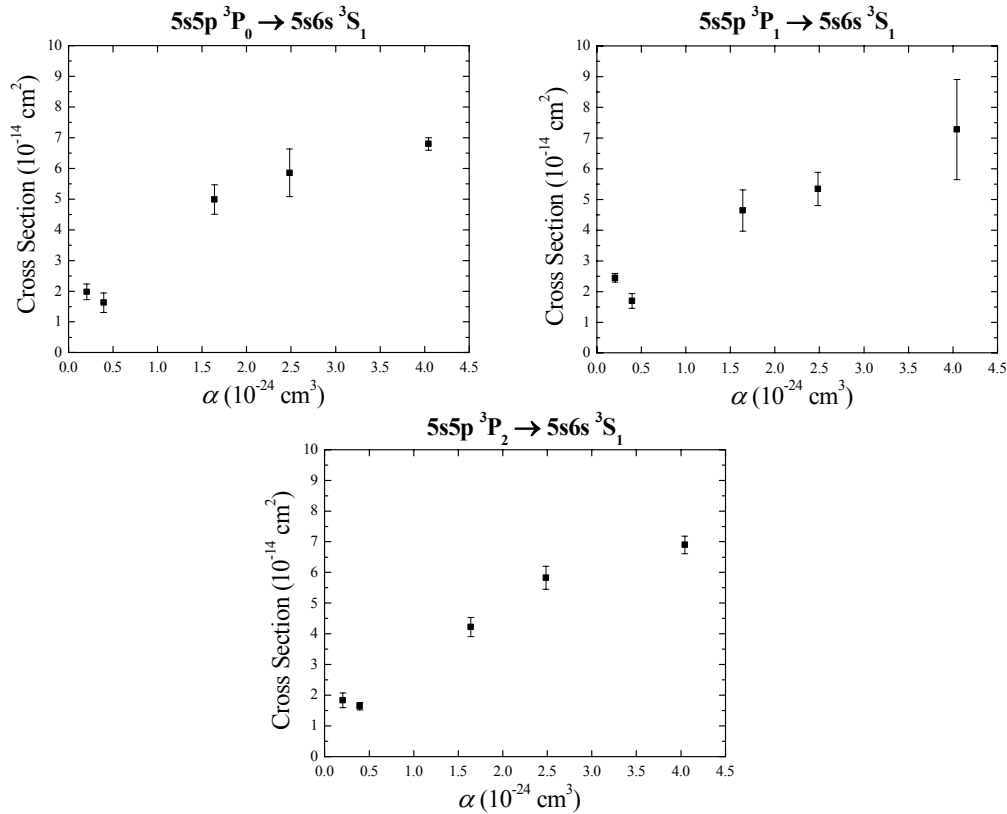 5s5p ³P₀ → 5s6s ³S₁
10
9
8
7
6
5
4
3
2
1
0
Cross Section (10⁻¹⁴ cm²)
0.0 0.5 1.0 1.5 2.0 2.5 3.0 3.5 4.0 4.5
α (10⁻²⁴ cm³)
5s5p ³P₁ → 5s6s ³S₁
10
9
8
7
6
5
4
3
2
1
0
Cross Section (10⁻¹⁴ cm²)
0.0 0.5 1.0 1.5 2.0 2.5 3.0 3.5 4.0 4.5
α (10⁻²⁴ cm³)
5s5p ³P₂ → 5s6s ³S₁
10
9
8
7
6
5
4
3
2
1
0
Cross Section (10⁻¹⁴ cm²)
0.0 0.5 1.0 1.5 2.0 2.5 3.0 3.5 4.0 4.5
α (10⁻²⁴ cm³)